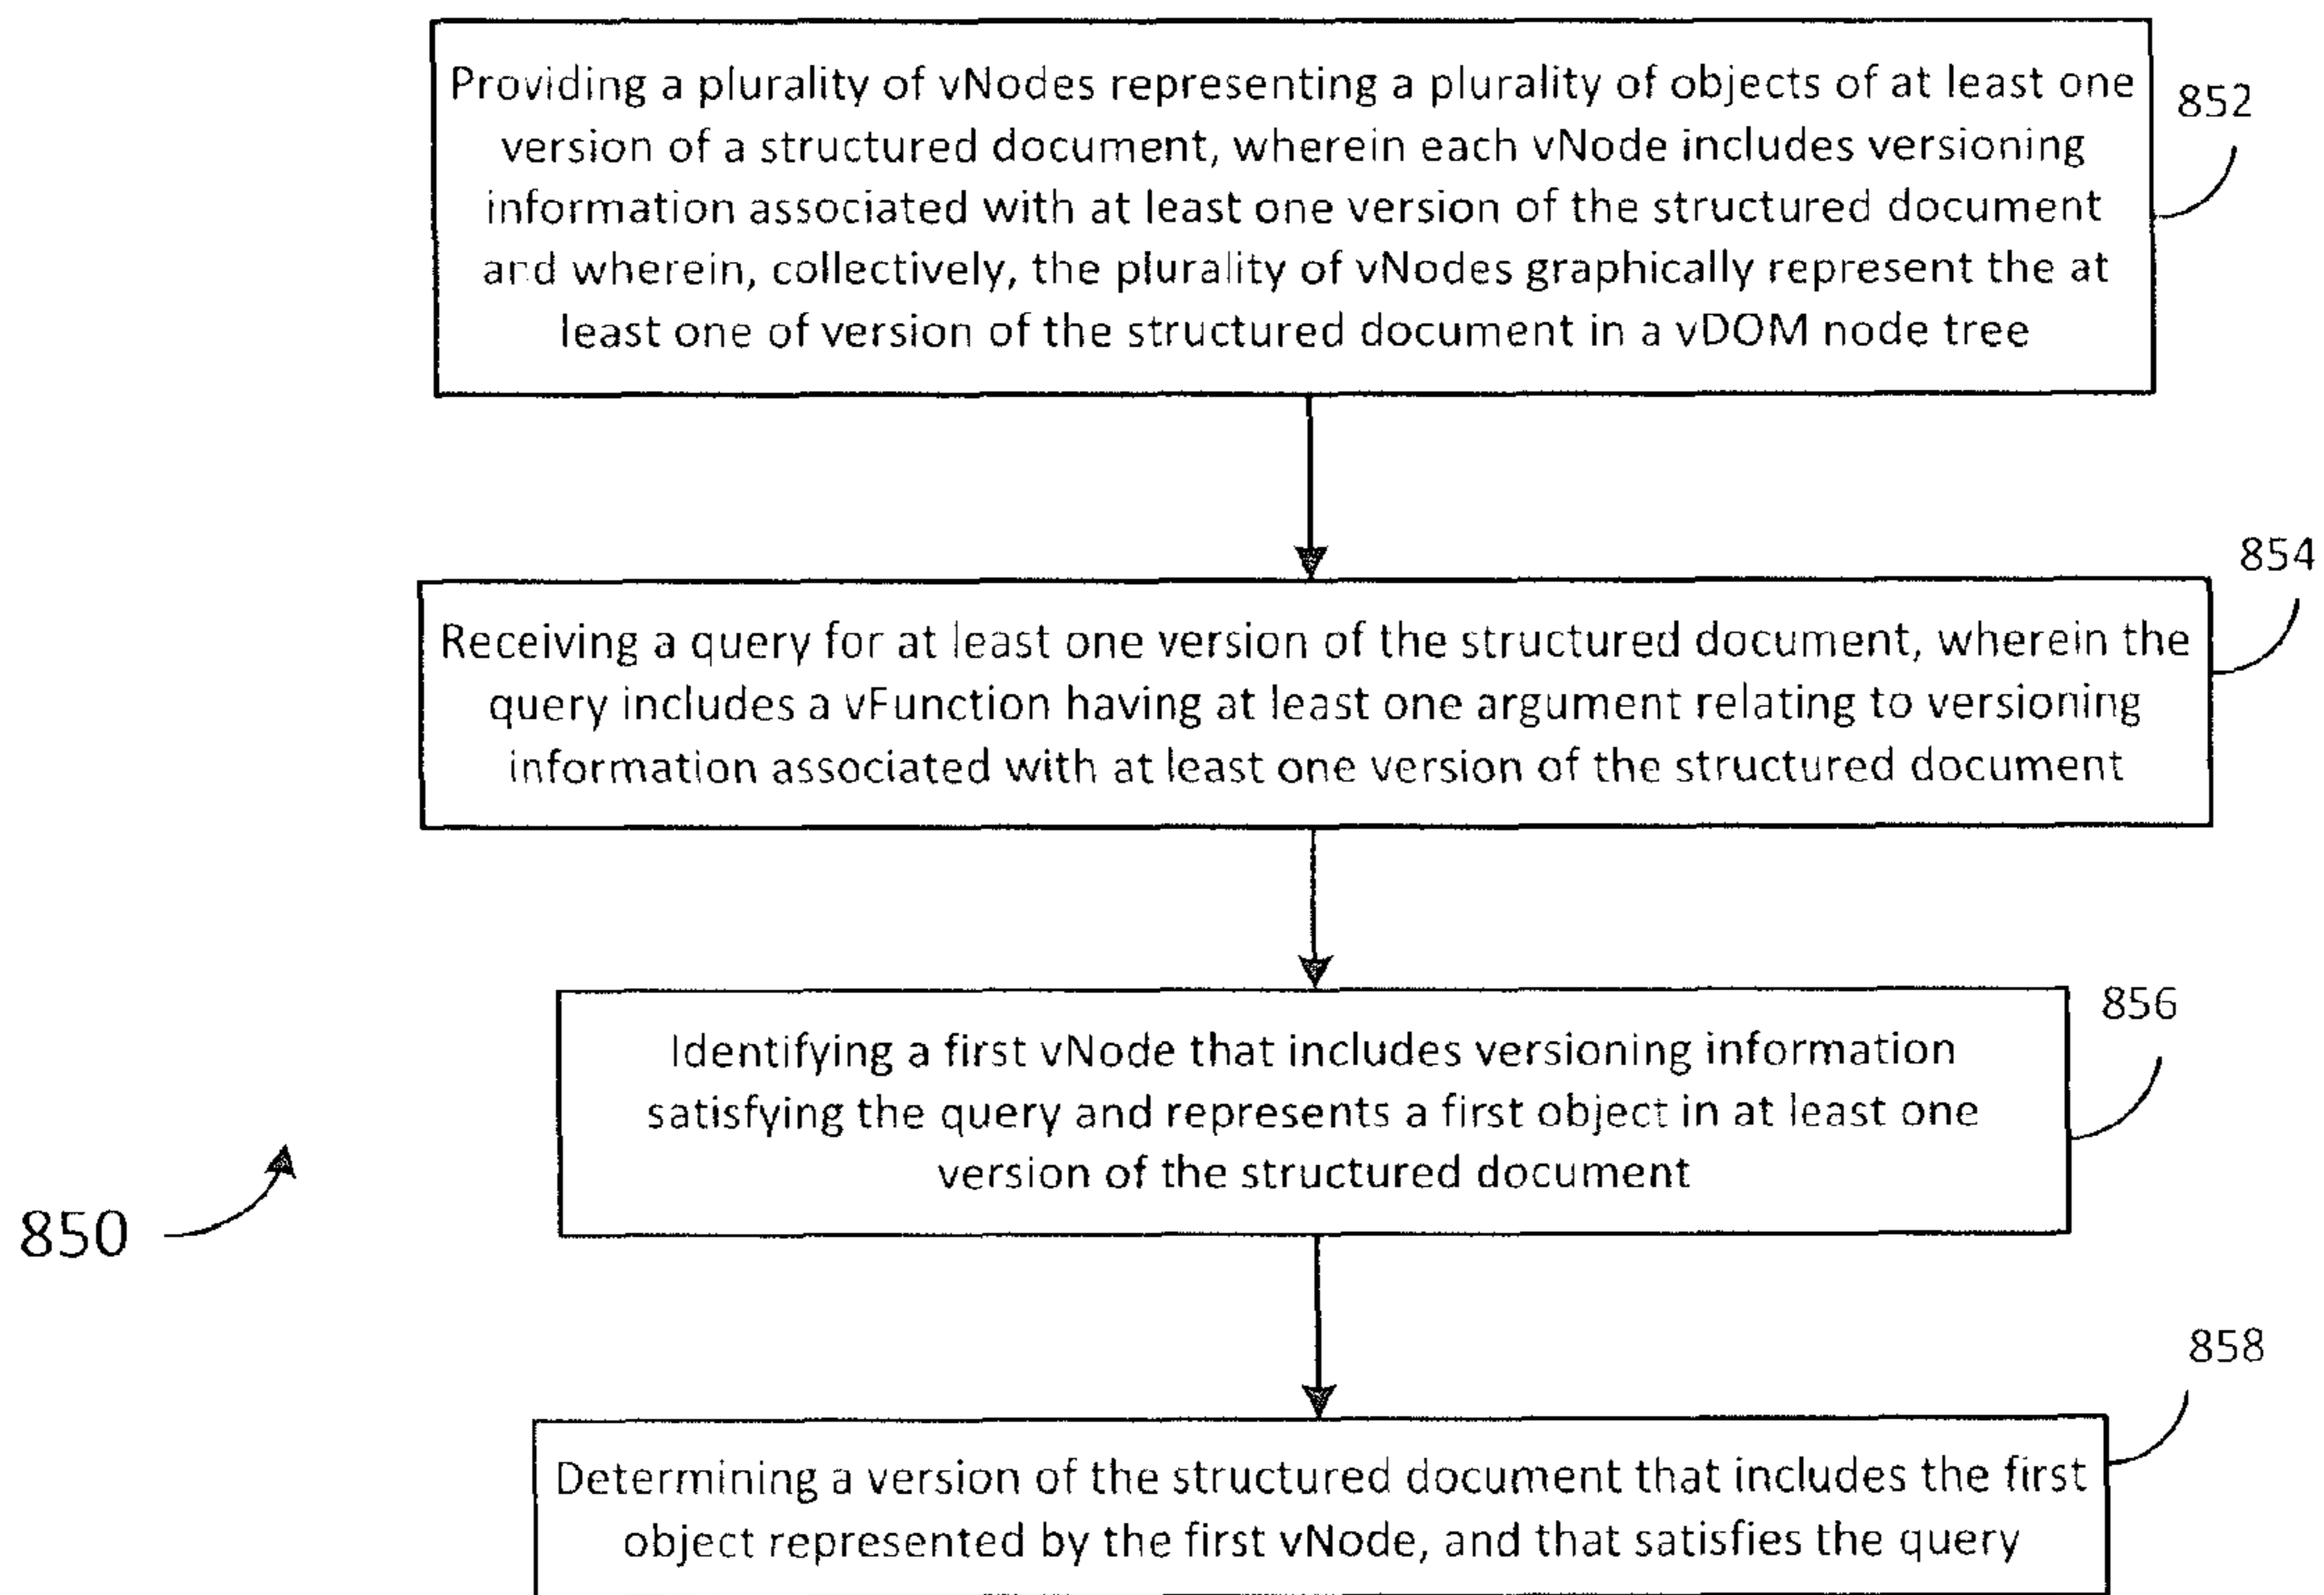 Providing a plurality of vNodes representing a plurality of objects of at least one
version of a structured document, wherein each vNode includes versioning
information associated with at least one version of the structured document
and wherein, collectively, the plurality of vNodes graphically represent the at
least one of version of the structured document in a vDOM node tree
852
854
Receiving a query for at least one version of the structured document, wherein the
query includes a vFunction having at least one argument relating to versioning
information associated with at least one version of the structured document
856
Identifying a first vNode that includes versioning information
satisfying the query and represents a first object in at least one
version of the structured document
850
858
Determining a version of the structured document that includes the first
object represented by the first vNode, and that satisfies the query